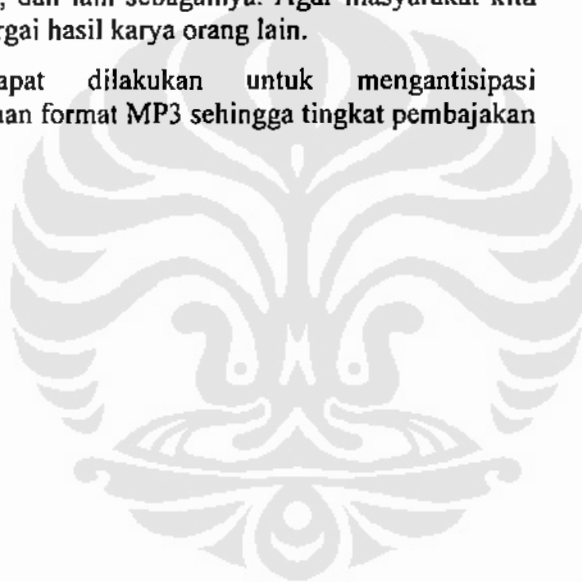 dan lain sebagainya. Agar masyarakat kita
rgai hasil karya orang lain.
apat dilakukan untuk mengantisipasi
nan format MP3 sehingga tingkat pembajakan